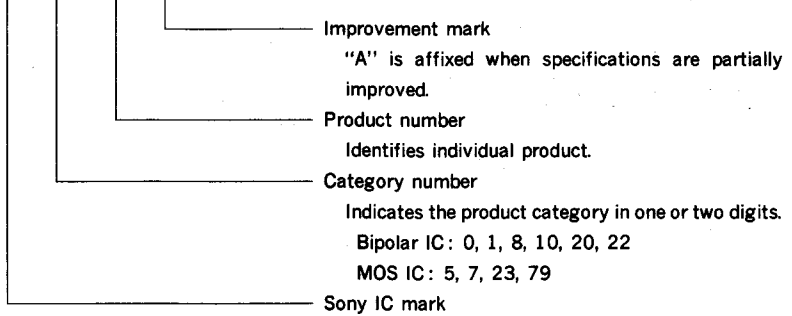 Improvement mark
"A" is affixed when specifications are partially
improved.
Product number
Identifies individual product.
Category number
Indicates the product category in one or two digits.
Bipolar IC: 0, 1, 8, 10, 20, 22
MOS IC: 5, 7, 23, 79
Sony IC mark